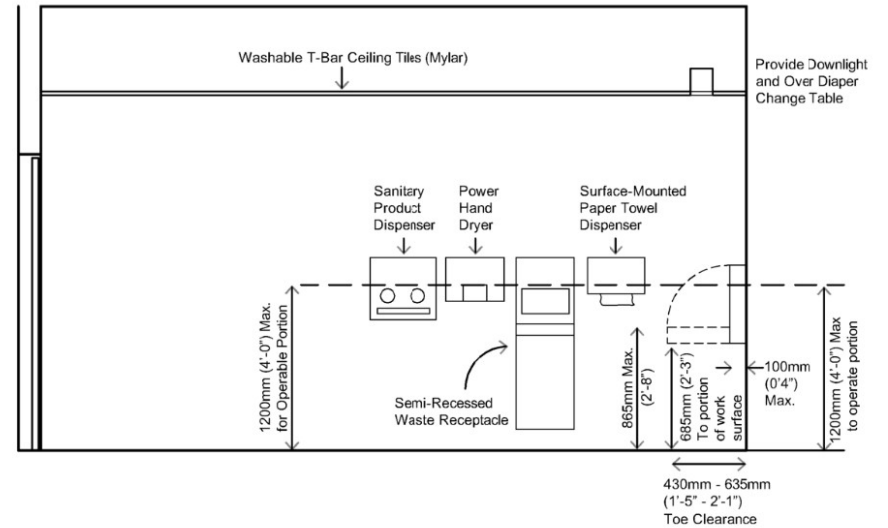 Washable T-Bar Ceiling Tiles (Mylar)
Provide Downlight
and Over Diaper
Change Table
Sanitary
Product
Dispenser
Power
Hand
Dryer
Surface-Mounted
Paper Towel
Dispenser
1200mm (4'-0") Max.
for Operable Portion
Semi-Recessed
Waste Receptacle
865mm Max.
(2'-8")
685mm (2'-3")
To portion
of work
surface
100mm
(0'4")
Max.
1200mm (4'-0") Max
to operate portion
430mm - 635mm
(1'-5" - 2'-1")
Toe Clearance